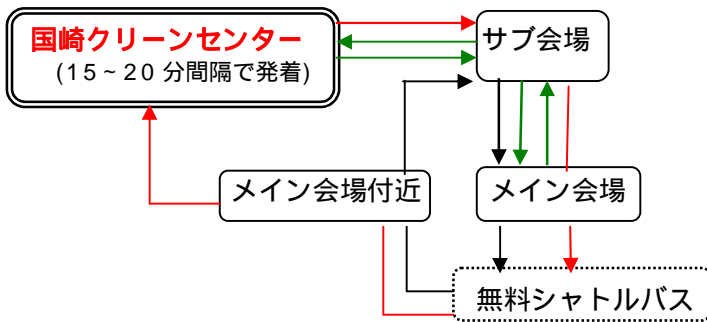 国崎クリーンセンター
(15~20分間隔で発着)
サブ会場
メイン会場付近
メイン会場
無料シャトルバス